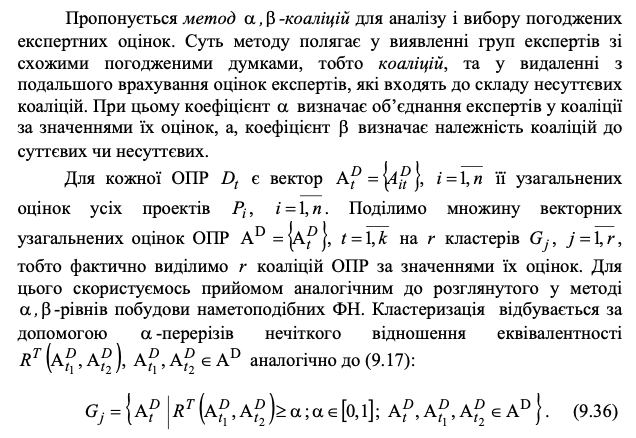 Пропонується метод α,β-коаліцій для аналізу і вибору погоджених
експертних оцінок. Суть методу полягає у виявленні груп експертів зі
схожими погодженими думками, тобто коаліцій, та у видаленні з
подальшого врахування оцінок експертів, які входять до складу несуттєвих
коаліцій. При цьому коефіцієнт α визначає об’єднання експертів у коаліції
за значеннями їх оцінок, а, коефіцієнт β визначає належність коаліцій до
суттєвих чи несуттєвих.
Для кожної ОПР D_t є вектор A_t^D = {A_{it}^D}, i = \overline{1,n} її узагальнених
оцінок усіх проектів P_i, i = \overline{1,n}. Поділимо множину векторних
узагальнених оцінок ОПР A^D = {A_t^D}, t = \overline{1,k} на r кластерів G_j, j = \overline{1,r},
тобто фактично виділимо r коаліцій ОПР за значеннями їх оцінок. Для
цього скористуємось прийомом аналогічним до розглянутого у методі
α,β-рівнів побудови наметоподібних ФН. Кластеризація відбувається за
допомогою α-перерізів нечіткого відношення еквівалентності
R^T(A_{t_1}^D, A_{t_2}^D), A_{t_1}^D, A_{t_2}^D ∈ A^D аналогічно до (9.17):
G_j = {A_t^D | R^T(A_{t_1}^D, A_{t_2}^D) ≥ α; α ∈ [0,1]; A_t^D, A_{t_1}^D, A_{t_2}^D ∈ A^D}. (9.36)